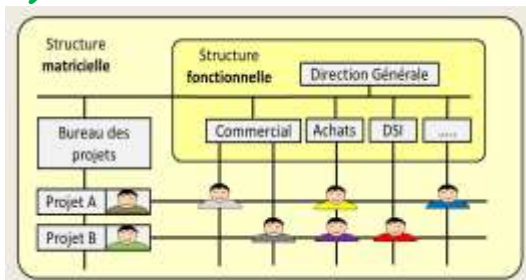 Structure
matricielle
Structure
fonctionnelle
Direction Générale
Bureau des
projets
Commercial
Achats
DSI
.....
Projet A
Projet B